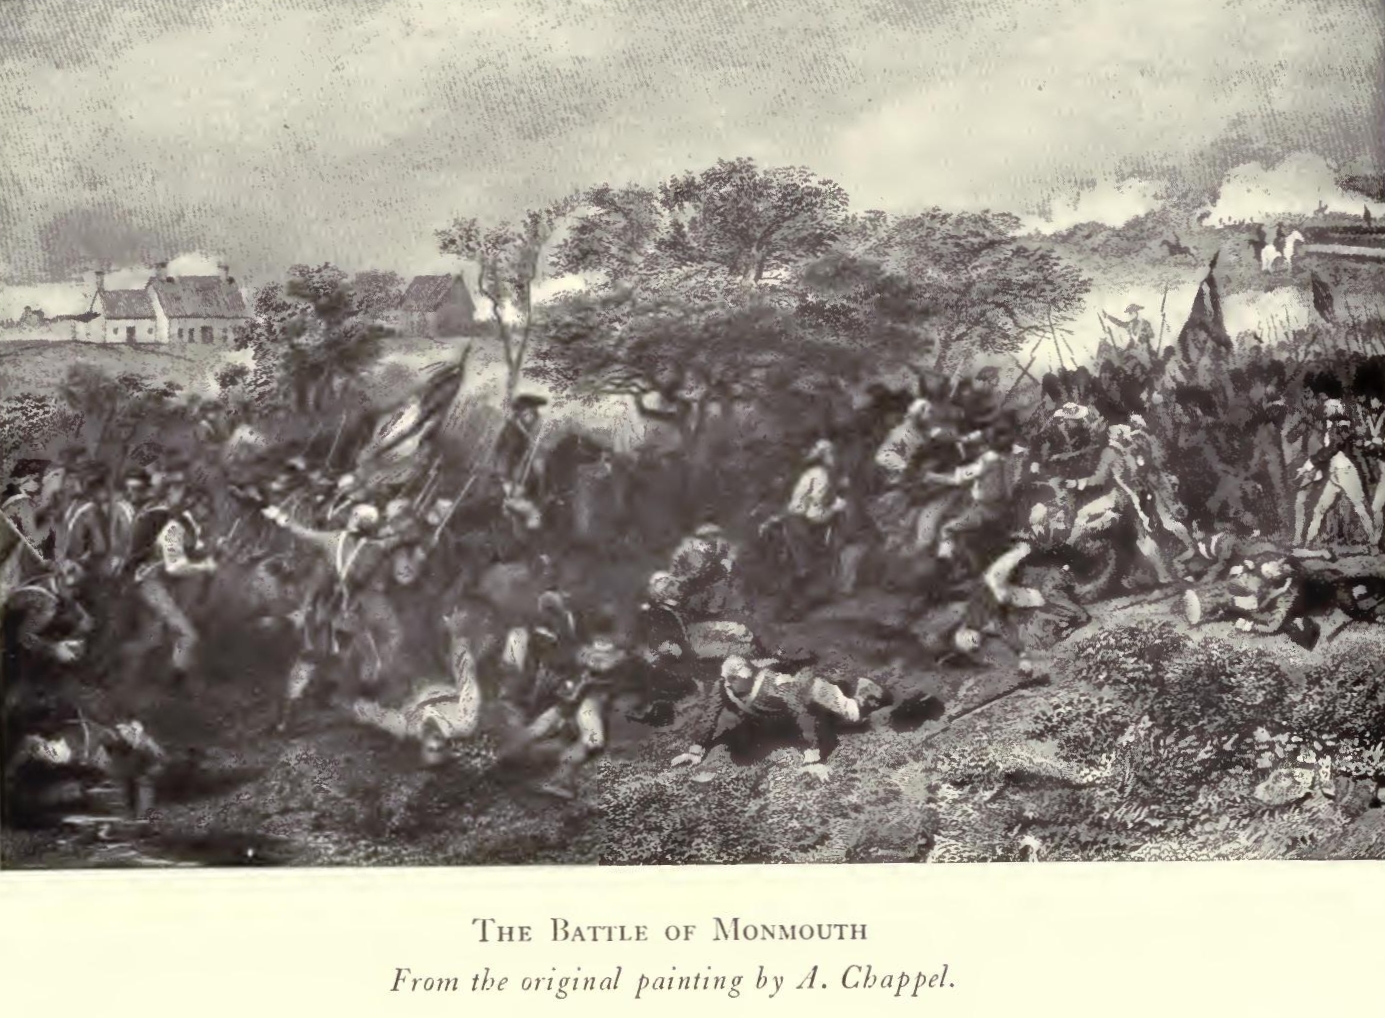 The Battle of Monmouth
From the original painting by A. Chappel.